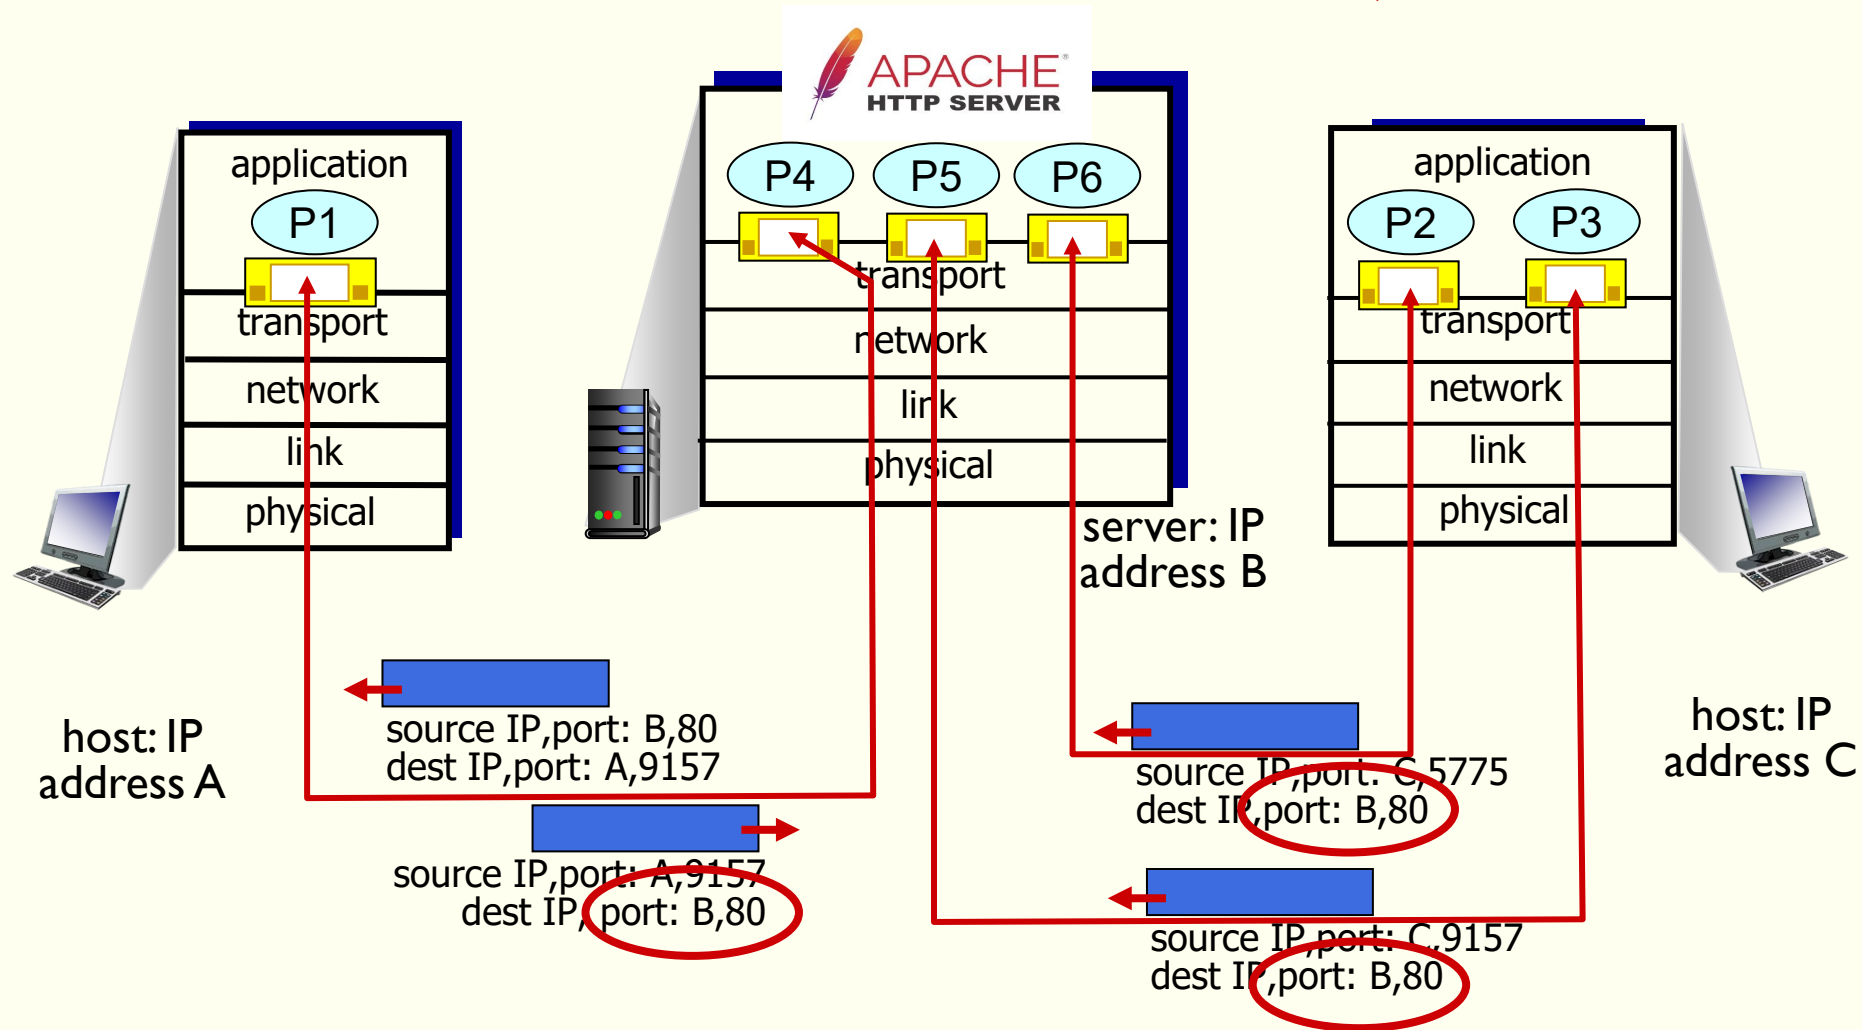 APACHE®
HTTP SERVER
application
P1
transport
network
link
physical
host: IP
address A
P4
P5
P6
transport
network
link
physical
server: IP
address B
application
P2
P3
transport
network
link
physical
host: IP
address C
source IP,port: B,80
dest IP,port: A,9157
source IP,port: A,9157
dest IP, port: B,80
source IP,port: C,5775
dest IP,port: B,80
source IP,port: C,9157
dest IP,port: B,80